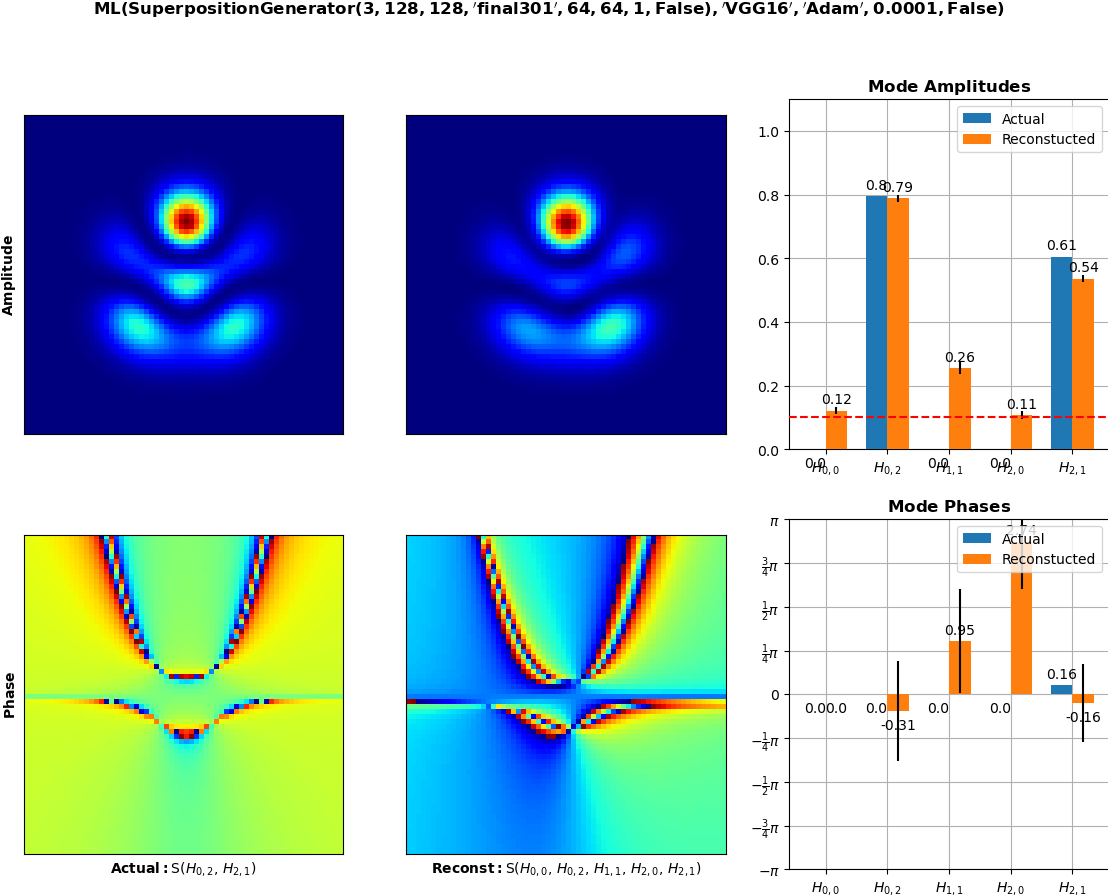 ML(SuperpositionGenerator(3, 128, 128, ′final301′, 64, 64, 1, False), ′VGG16′, ′Adam′, 0.0001, False)
Amplitude
Mode Amplitudes
Actual
Reconstucted
1.0
0.8
0.6
0.4
0.2
0.0
0.12
0.8
0.79
0.26
0.11
0.61
0.54
0.0
0.0
0.0
H0,0
H0,2
H1,1
H2,0
H2,1
Phase
Actual: S(H0,2, H2,1)
Reconst: S(H0,0, H0,2, H1,1, H2,0, H2,1)
Mode Phases
Actual
Reconstucted
π
3/4π
1/2π
1/4π
0
−1/4π
−1/2π
−3/4π
−π
0.0
0.0
0.0
-0.31
0.0
0.95
0.0
2.74
0.16
-0.16
H0,0
H0,2
H1,1
H2,0
H2,1